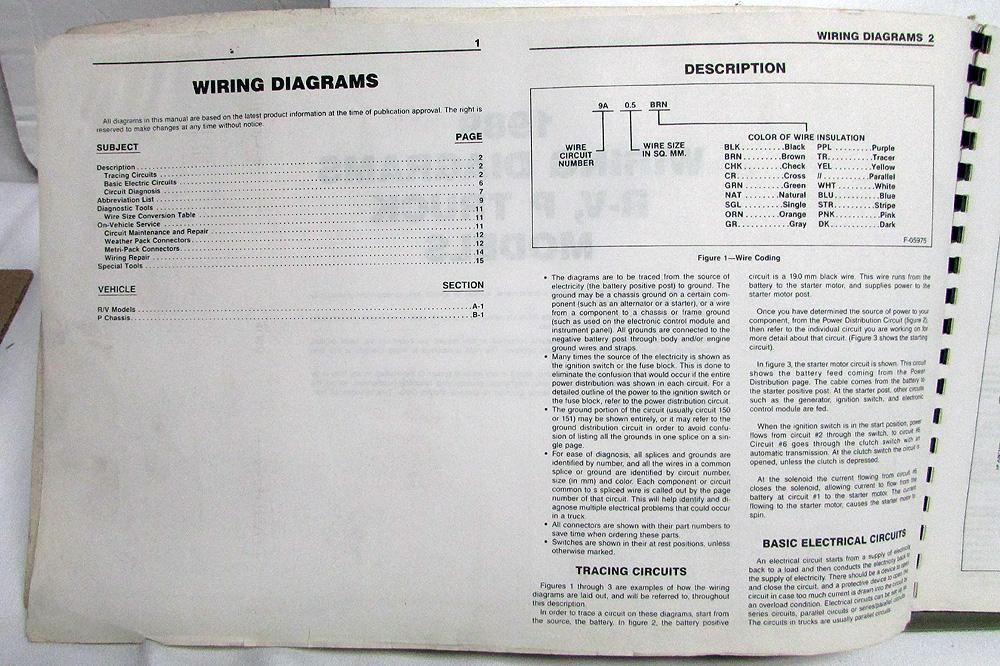 1
WIRING DIAGRAMS
All diagrams in this manual are based on the latest product information at the time of publication approval. The right is
reserved to make changes at any time without notice.
SUBJECT PAGE
2
Description 2
Tracing Circuits 2
Basic Electric Circuits 6
Circuit Diagnosis 7
Abbreviation List 9
Diagnostic Tools 11
Wire Size Conversion Table 11
On-Vehicle Service 11
Circuit Maintenance and Repair 12
Weather Pack Connectors 12
Metri-Pack Connectors 14
Wiring Repair 15
Special Tools
VEHICLE SECTION
R/V Models A-1
P Chassis B-1
WIRING DIAGRAMS 2
DESCRIPTION
9A 0.5 BRN
WIRE
CIRCUIT
NUMBER
WIRE SIZE
IN SQ. MM.
COLOR OF WIRE INSULATION
BLK..........Black PPL..........Purple
BRN..........Brown TR...........Tracer
CHK..........Check YEL..........Yellow
CR...........Cross //...........Parallel
GRN..........Green WHT..........White
NAT..........Natural BLU..........Blue
SGL..........Single STR..........Stripe
ORN..........Orange PNK..........Pink
GR...........Gray DK...........Dark
F-05975
Figure 1—Wire Coding
• The diagrams are to be traced from the source of
electricity (the battery positive post) to ground. The
ground may be a chassis ground on a certain com-
ponent (such as an alternator or a starter), or a wire
from a component to a chassis or frame ground
(such as used on the electronic control module and
instrument panel). All grounds are connected to the
negative battery post through body and/or engine
ground wires and straps.
• Many times the source of the electricity is shown as
the ignition switch or the fuse block. This is done to
eliminate the confusion that would occur if the entire
power distribution was shown in each circuit. For a
detailed outline of the power to the ignition switch or
the fuse block, refer to the power distribution circuit.
• The ground portion of the circuit (usually circuit 150
or 151) may be shown entirely, or it may refer to the
ground distribution circuit in order to avoid confu-
sion of listing all the grounds in one splice on a sin-
gle page.
• For ease of diagnosis, all splices and grounds are
identified by number, and all the wires in a common
splice or ground are identified by circuit number,
size (in mm) and color. Each component or circuit
common to s spliced wire is called out by the page
number of that circuit. This will help identify and di-
agnose multiple electrical problems that could occur
in a truck.
• All connectors are shown with their part numbers to
save time when ordering these parts.
• Switches are shown in their at rest positions, unless
otherwise marked.
TRACING CIRCUITS
Figures 1 through 3 are examples of how the wiring
diagrams are laid out, and will be referred to, throughout
this description.
In order to trace a circuit on these diagrams, start from
the source, the battery. In figure 2, the battery positive
circuit is a 19.0 mm black wire. This wire runs from the
battery to the starter motor, and supplies power to the
starter motor post.
Once you have determined the source of power to your
component, from the Power Distribution Circuit (figure 2),
then refer to the individual circuit you are working on for
more detail about that circuit. (Figure 3 shows the starting
circuit).
In figure 3, the starter motor circuit is shown. This circuit
shows the battery feed coming from the Power
Distribution page. The cable comes from the battery to
the starter positive post. At the starter post, other circuits
such as the generator, ignition switch, and electronic
control module are fed.
When the ignition switch is in the start position, power
flows from circuit #2 through the switch, to circuit #6.
Circuit #6 goes through the clutch switch with
automatic transmission. At the clutch switch the circuit is
opened, unless the clutch is depressed.
At the solenoid the current flowing from circuit #6
closes the solenoid, allowing current to flow from the
battery at circuit #1 to the starter motor. The current
flowing to the starter motor, causes the starter motor to
spin.
BASIC ELECTRICAL CIRCUITS
An electrical circuit starts from a supply of electricity
back to a load and then conducts the electricity back to
the supply of electricity. There should be a device to open
and close the circuit, and a protective device to open the
circuit in case too much current is drawn into the circuit by
an overload condition. Electrical circuits can be set up as
series circuits, parallel circuits or series/parallel circuits.
The circuits in trucks are usually parallel circuits.